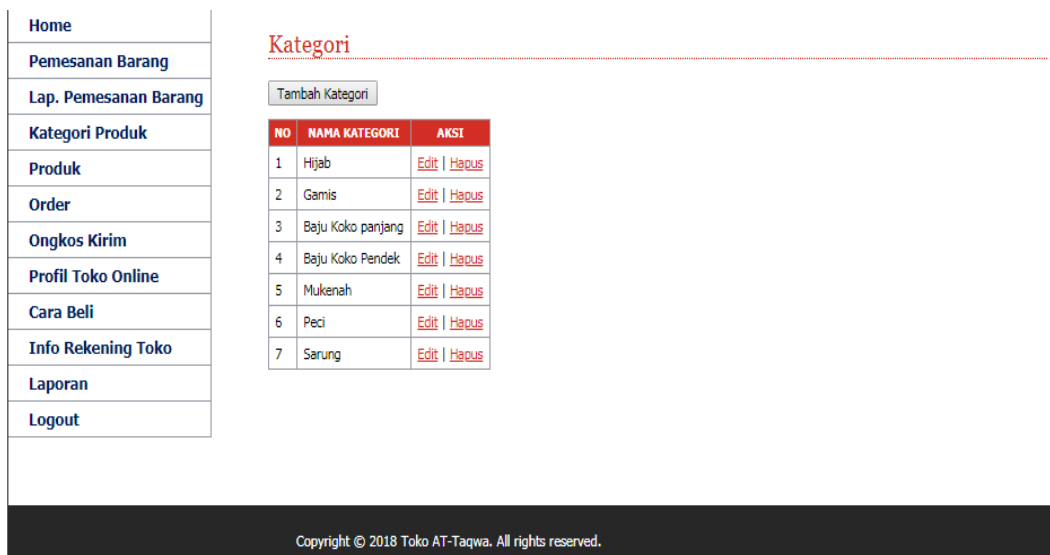 Home
Pemesanan Barang
Lap. Pemesanan Barang
Kategori Produk
Produk
Order
Ongkos Kirim
Profil Toko Online
Cara Beli
Info Rekening Toko
Laporan
Logout
Kategori
Tambah Kategori
NO NAMA KATEGORI AKSI
1 Hijab Edit | Hapus
2 Gamis Edit | Hapus
3 Baju Koko panjang Edit | Hapus
4 Baju Koko Pendek Edit | Hapus
5 Mukenah Edit | Hapus
6 Peci Edit | Hapus
7 Sarung Edit | Hapus
Copyright © 2018 Toko AT-Taqwa. All rights reserved.